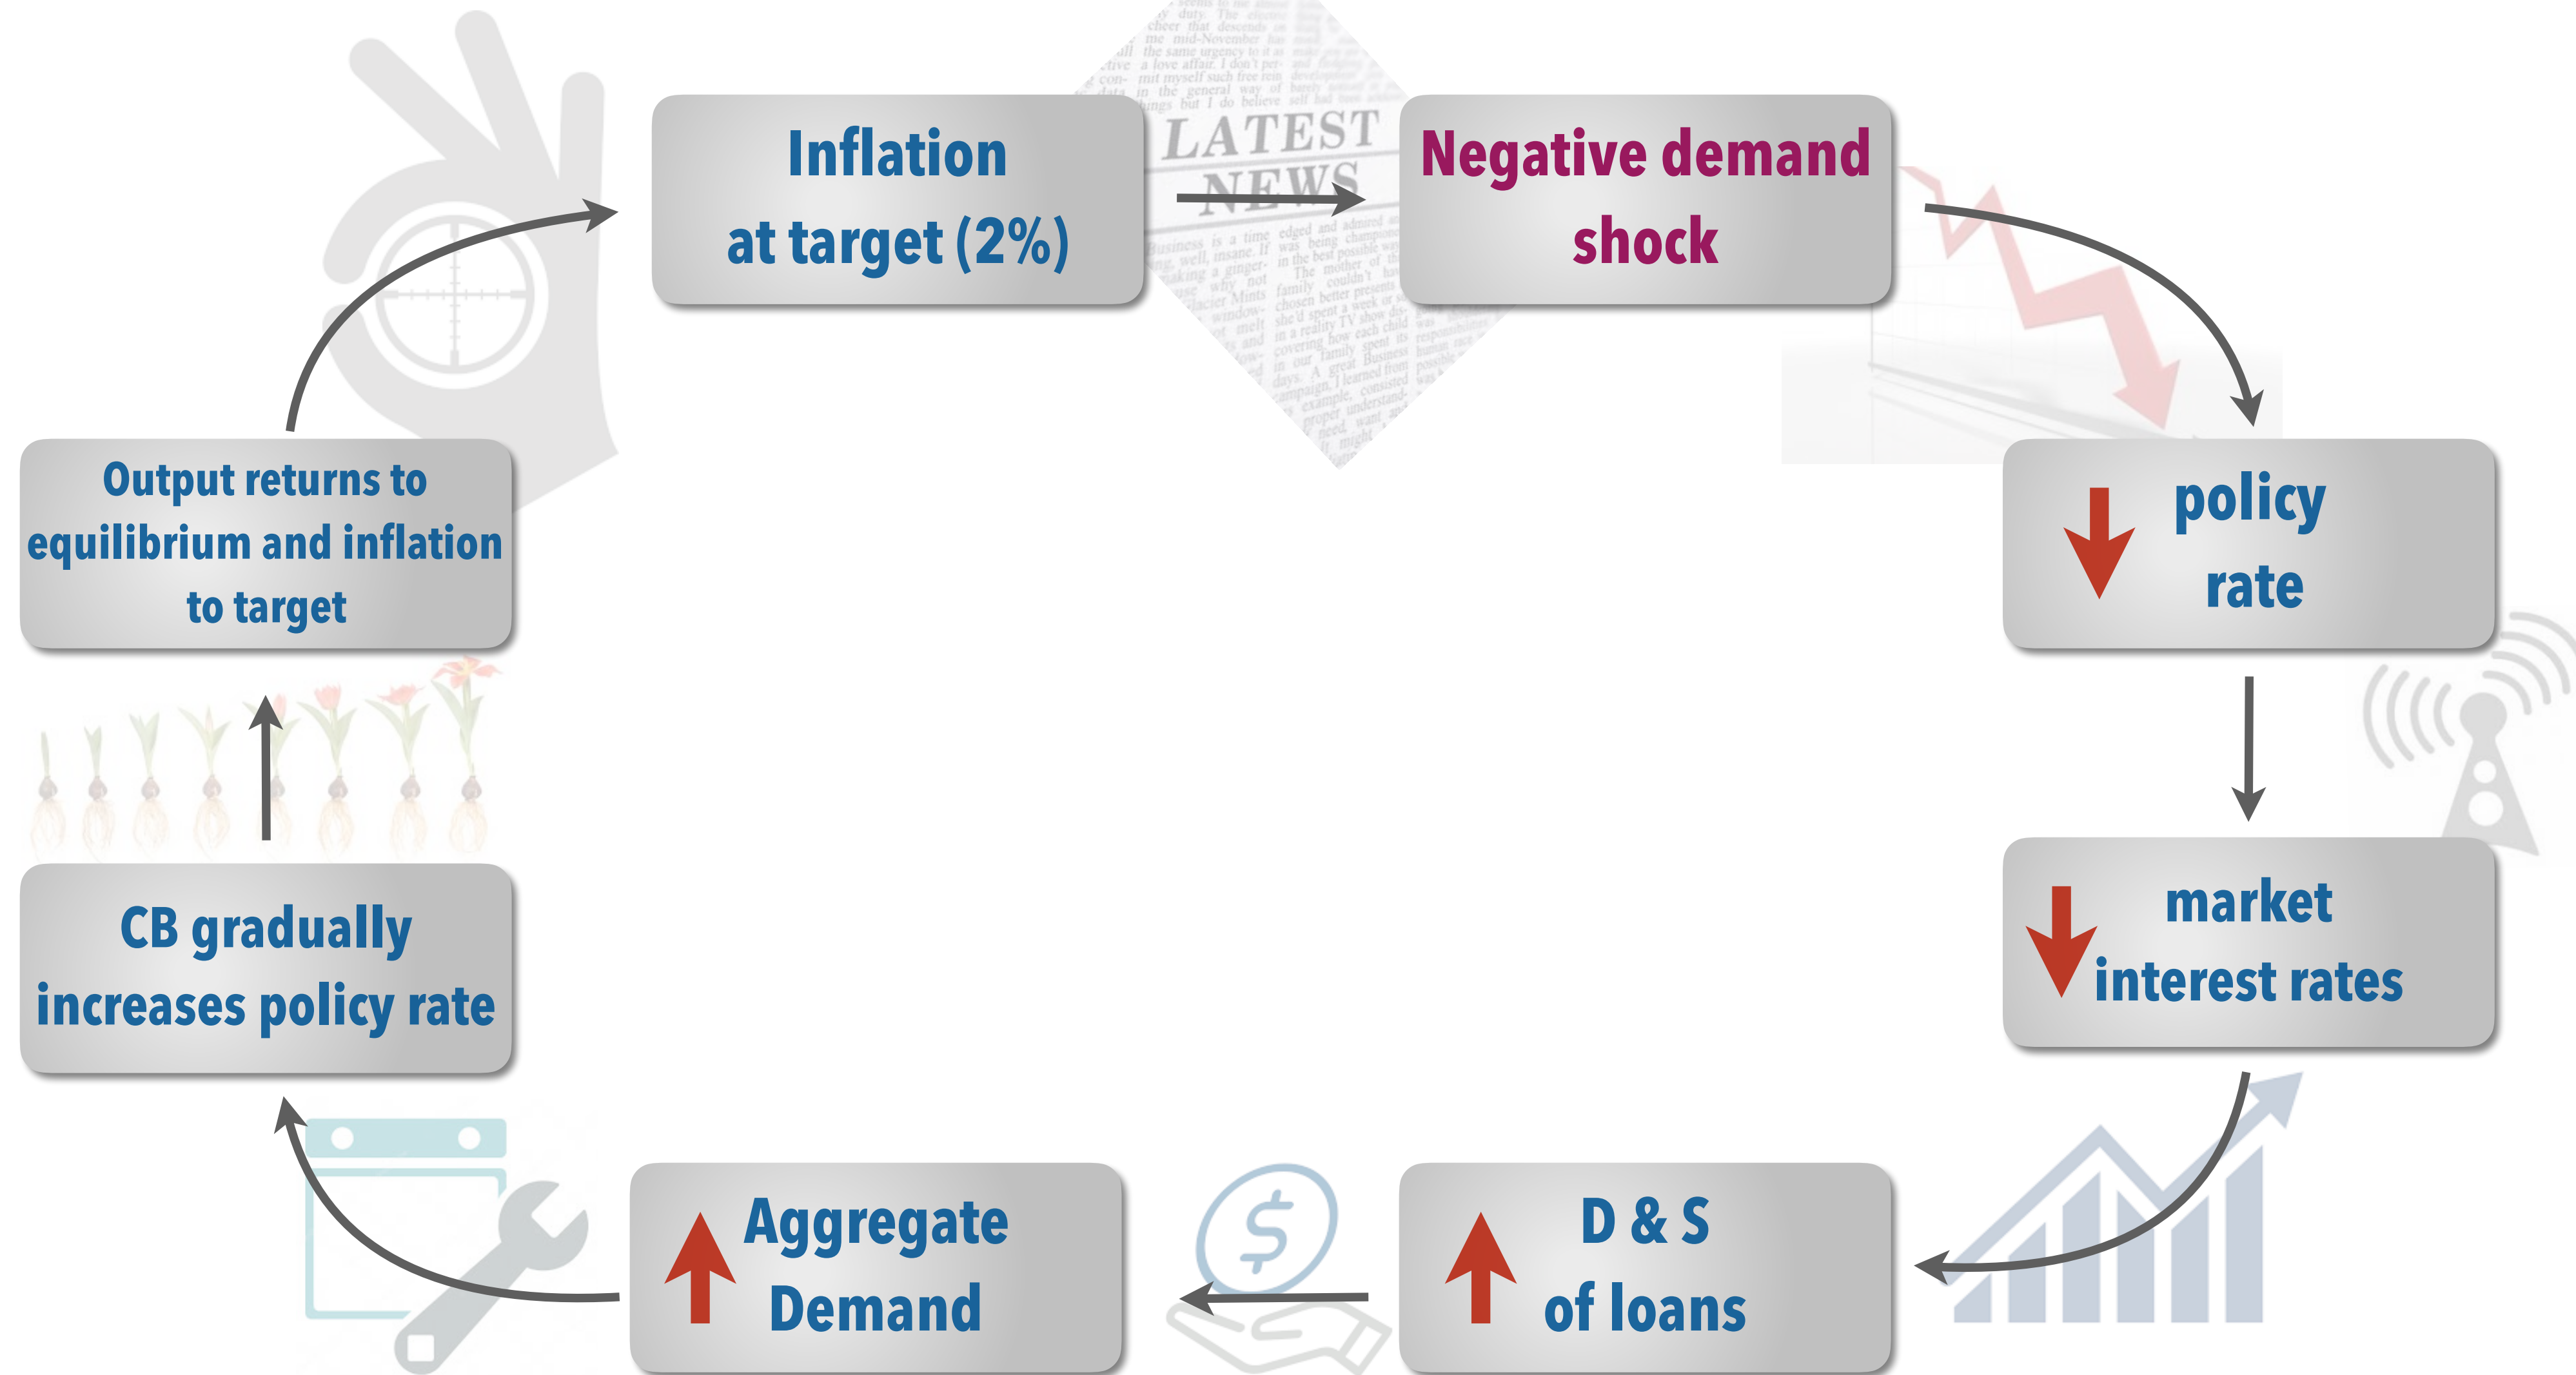 Inflation
at target (2%)
LATEST
NEWS
Negative demand
shock
policy
rate
market
interest rates
D & S
of loans
$
Aggregate
Demand
CB gradually
increases policy rate
Output returns to
equilibrium and inflation
to target